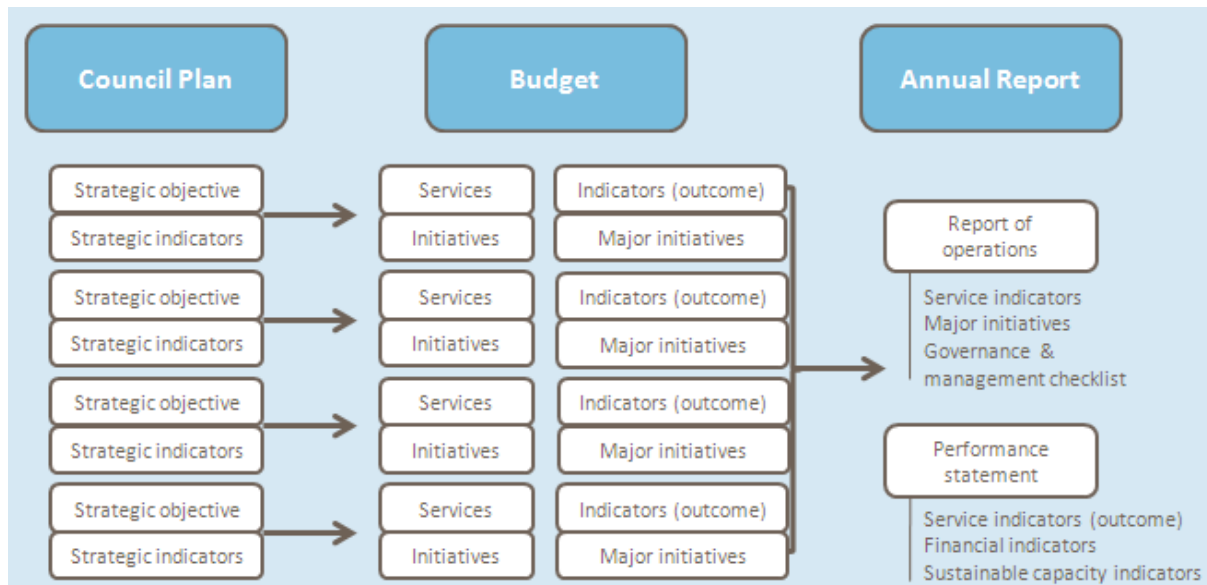 Council Plan
Budget
Annual Report
Strategic objective
Strategic indicators
Services
Initiatives
Indicators (outcome)
Major initiatives
Strategic objective
Strategic indicators
Services
Initiatives
Indicators (outcome)
Major initiatives
Strategic objective
Strategic indicators
Services
Initiatives
Indicators (outcome)
Major initiatives
Strategic objective
Strategic indicators
Services
Initiatives
Indicators (outcome)
Major initiatives
Report of
operations
Service indicators
Major initiatives
Governance &
management checklist
Performance
statement
Service indicators (outcome)
Financial indicators
Sustainable capacity indicators